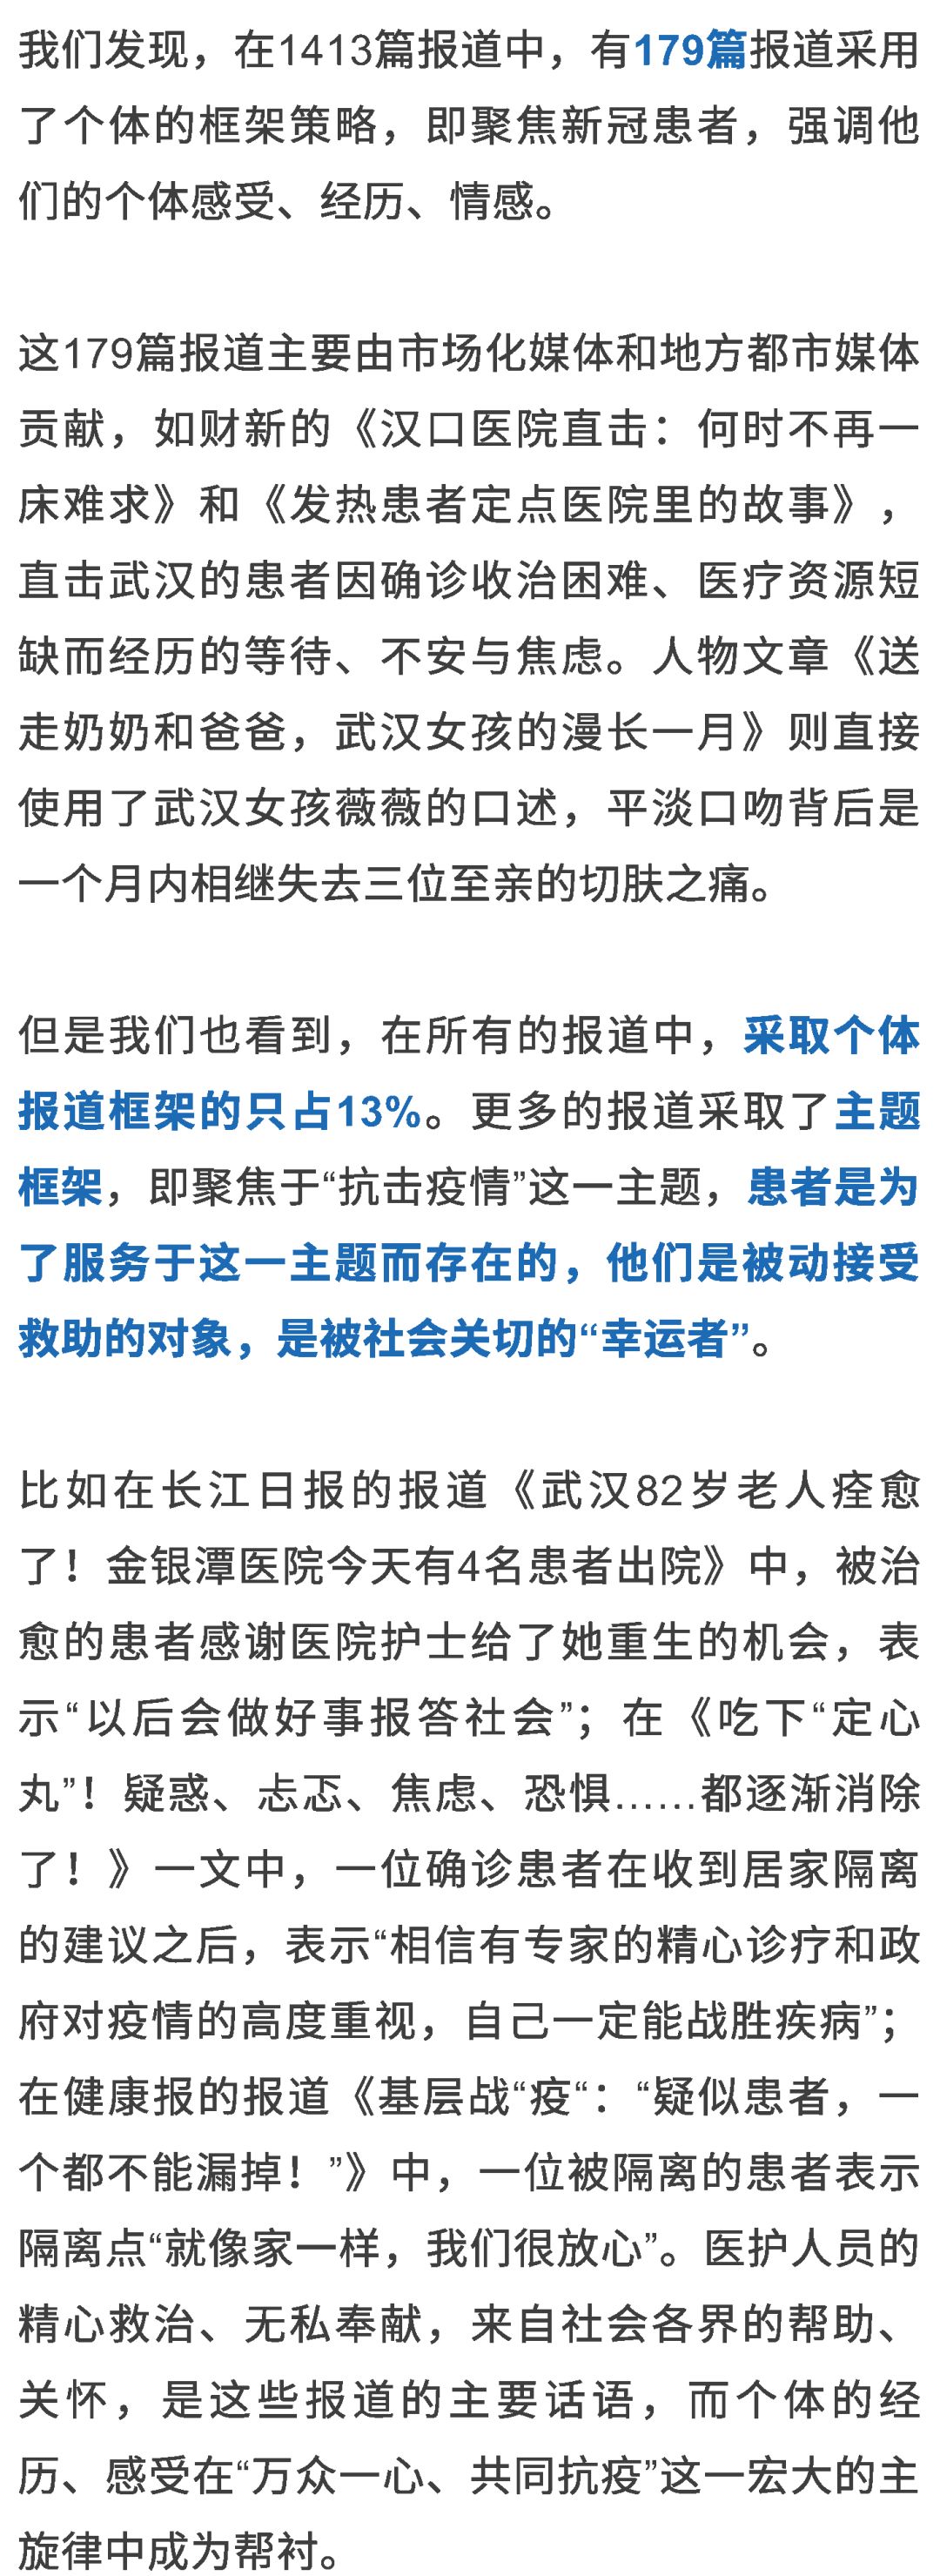 我们发现，在1413篇报道中，有179篇报道采用
了个体的框架策略，即聚焦新冠患者，强调他
们的个体感受、经历、情感。
这179篇报道主要由市场化媒体和地方都市媒体
贡献，如财新的《汉口医院直击：何时不再一
床难求》和《发热患者定点医院里的故事》，
直击武汉的患者因确诊收治困难、医疗资源短
缺而经历的等待、不安与焦虑。人物文章《送
走奶奶和爸爸，武汉女孩的漫长一月》则直接
使用了武汉女孩薇薇的口述，平淡口吻背后是
一个月内相继失去三位至亲的切肤之痛。
但是我们也看到，在所有的报道中，采取个体
报道框架的只占13%。更多的报道采取了主题
框架，即聚焦于“抗击疫情”这一主题，患者是为
了服务于这一主题而存在的，他们是被动接受
救助的对象，是被社会关切的“幸运者”。
比如在长江日报的报道《武汉82岁老人痊愈
了！金银潭医院今天有4名患者出院》中，被治
愈的患者感谢医院护士给了她重生的机会，表
示“以后会做好事报答社会”；在《吃下“定心
丸”！疑惑、忐忑、焦虑、恐惧……都逐渐消除
了！》一文中，一位确诊患者在收到居家隔离
的建议之后，表示“相信有专家的精心诊疗和政
府对疫情的高度重视，自己一定能战胜疾病”；
在健康报的报道《基层战“疫“：“疑似患者，一
个都不能漏掉！”》中，一位被隔离的患者表示
隔离点“就像家一样，我们很放心”。医护人员的
精心救治、无私奉献，来自社会各界的帮助、
关怀，是这些报道的主要话语，而个体的经
历、感受在“万众一心、共同抗疫”这一宏大的主
旋律中成为帮衬。